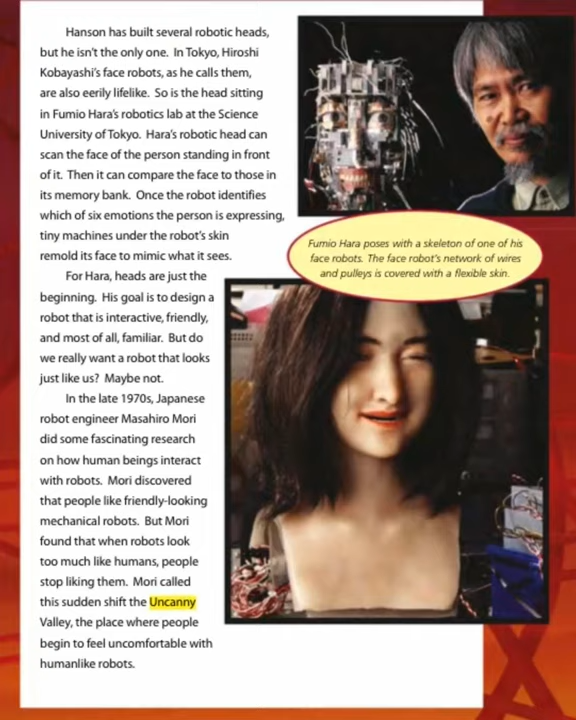 Hanson has built several robotic heads,
but he isn't the only one. In Tokyo, Hiroshi
Kobayashi's face robots, as he calls them,
are also eerily lifelike. So is the head sitting
in Fumio Hara's robotics lab at the Science
University of Tokyo. Hara's robotic head can
scan the face of the person standing in front
of it. Then it can compare the face to those in
its memory bank. Once the robot identifies
which of six emotions the person is expressing,
tiny machines under the robot's skin
remold its face to mimic what it sees.
For Hara, heads are just the
beginning. His goal is to design a
robot that is interactive, friendly,
and most of all, familiar. But do
we really want a robot that looks
just like us? Maybe not.
In the late 1970s, Japanese
robot engineer Masahiro Mori
did some fascinating research
on how human beings interact
with robots. Mori discovered
that people like friendly-looking
mechanical robots. But Mori
found that when robots look
too much like humans, people
stop liking them. Mori called
this sudden shift the Uncanny
Valley, the place where people
begin to feel uncomfortable with
humanlike robots.
Fumio Hara poses with a skeleton of one of his
face robots. The face robot's network of wires
and pulleys is covered with a flexible skin.